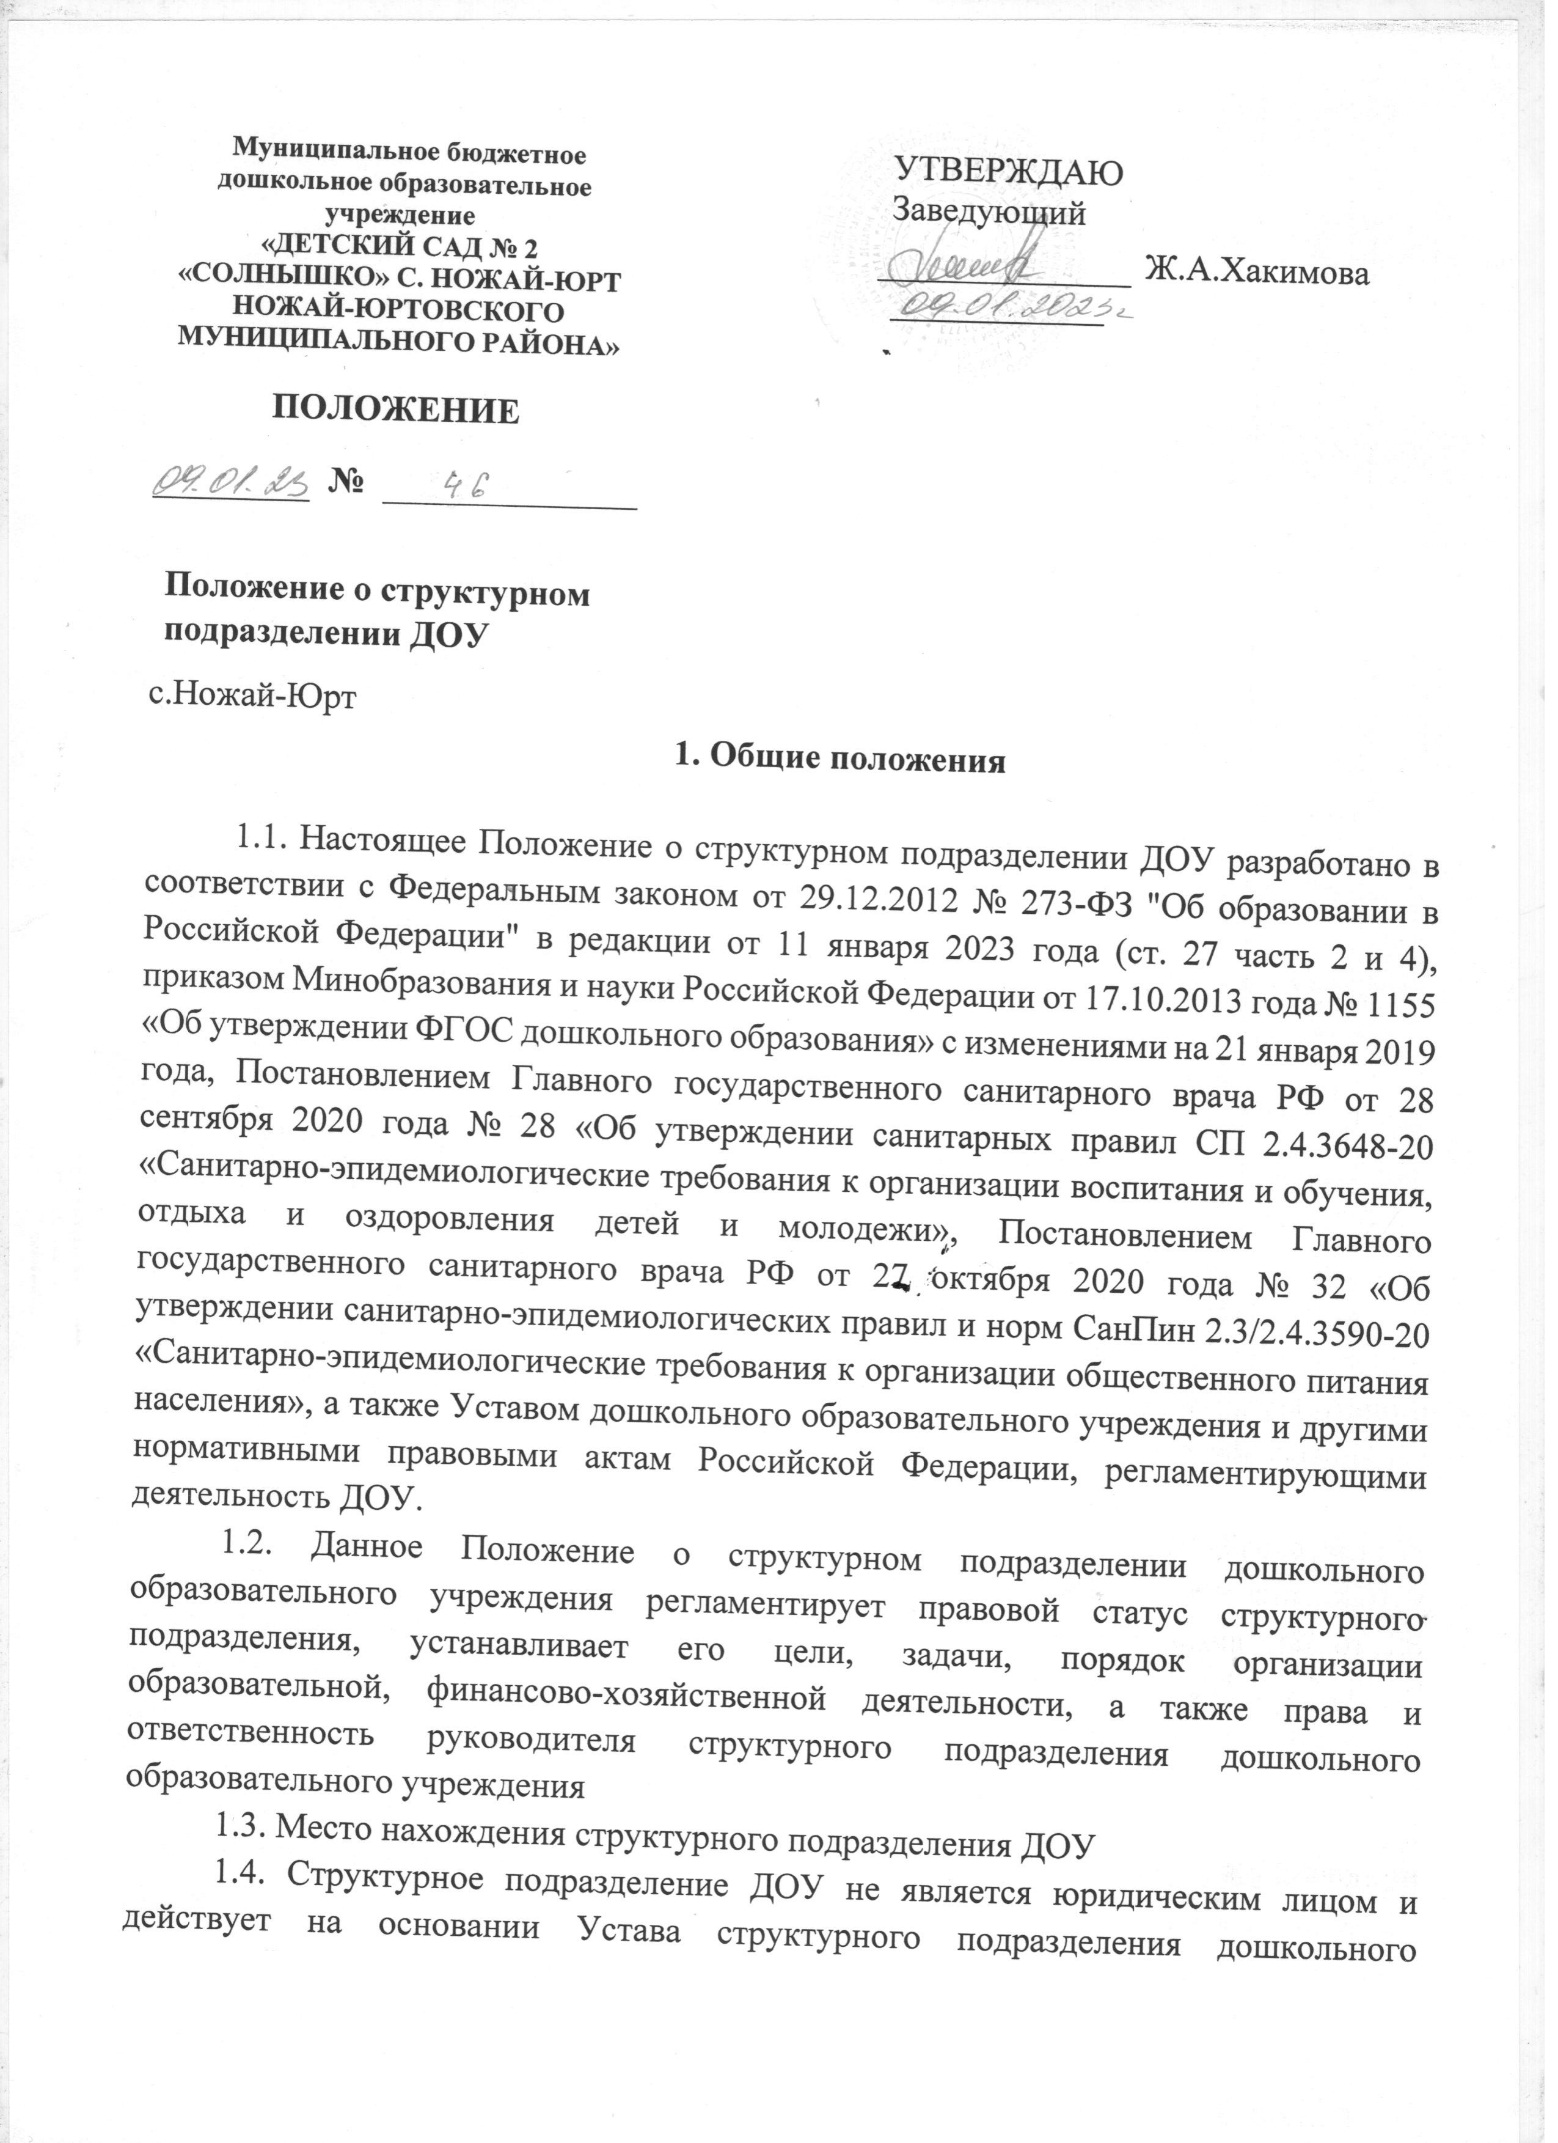 Муниципальное бюджетное
дошкольное образовательное
учреждение
«ДЕТСКИЙ САД № 2
«СОЛНЫШКО» С. НОЖАЙ-ЮРТ
НОЖАЙ-ЮРТОВСКОГО
МУНИЦИПАЛЬНОГО РАЙОНА»
ПОЛОЖЕНИЕ
09.01.23 № 46
УТВЕРЖДАЮ
Заведующий
Ж.А.Хакимова
09.01.2023г
Положение о структурном
подразделении ДОУ
с.Ножай-Юрт
1. Общие положения
1.1. Настоящее Положение о структурном подразделении ДОУ разработано в
соответствии с Федеральным законом от 29.12.2012 № 273-ФЗ "Об образовании в
Российской Федерации" в редакции от 11 января 2023 года (ст. 27 часть 2 и 4),
приказом Минобразования и науки Российской Федерации от 17.10.2013 года № 1155
«Об утверждении ФГОС дошкольного образования» с изменениями на 21 января 2019
года, Постановлением Главного государственного санитарного врача РФ от 28
сентября 2020 года № 28 «Об утверждении санитарных правил СП 2.4.3648-20
«Санитарно-эпидемиологические требования к организации воспитания и обучения,
отдыха и оздоровления детей и молодежи», Постановлением Главного
государственного санитарного врача РФ от 27 октября 2020 года № 32 «Об
утверждении санитарно-эпидемиологических правил и норм СанПин 2.3/2.4.3590-20
«Санитарно-эпидемиологические требования к организации общественного питания
населения», а также Уставом дошкольного образовательного учреждения и другими
нормативными правовыми актам Российской Федерации, регламентирующими
деятельность ДОУ.
1.2. Данное Положение о структурном подразделении дошкольного
образовательного учреждения регламентирует правовой статус структурного
подразделения, устанавливает его цели, задачи, порядок организации
образовательной, финансово-хозяйственной деятельности, а также права и
ответственность руководителя структурного подразделения дошкольного
образовательного учреждения
1.3. Место нахождения структурного подразделения ДОУ
1.4. Структурное подразделение ДОУ не является юридическим лицом и
действует на основании Устава структурного подразделения дошкольного